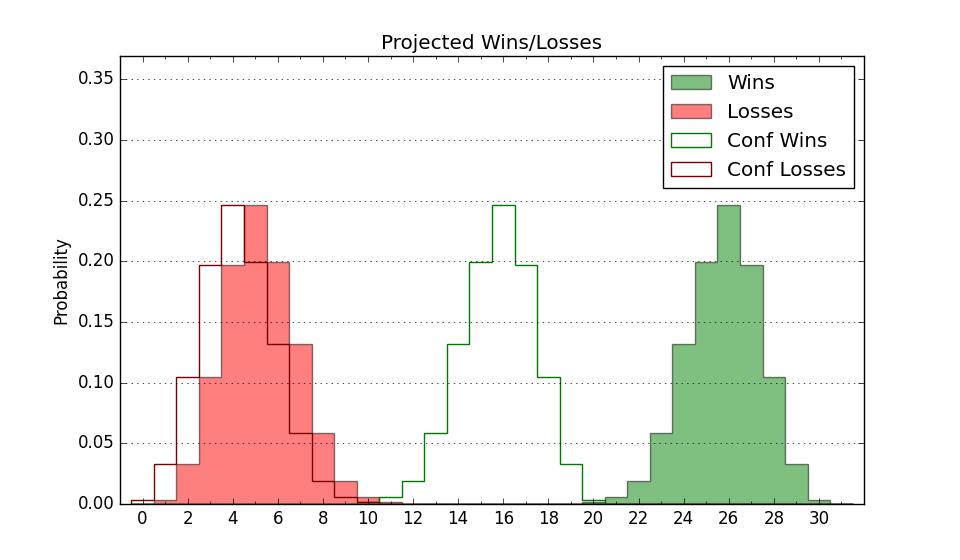 Projected Wins/Losses
Probability
0.35
0.30
0.25
0.20
0.15
0.10
0.05
0.00
0 2 4 6 8 10 12 14 16 18 20 22 24 26 28 30
Wins
Losses
Conf Wins
Conf Losses